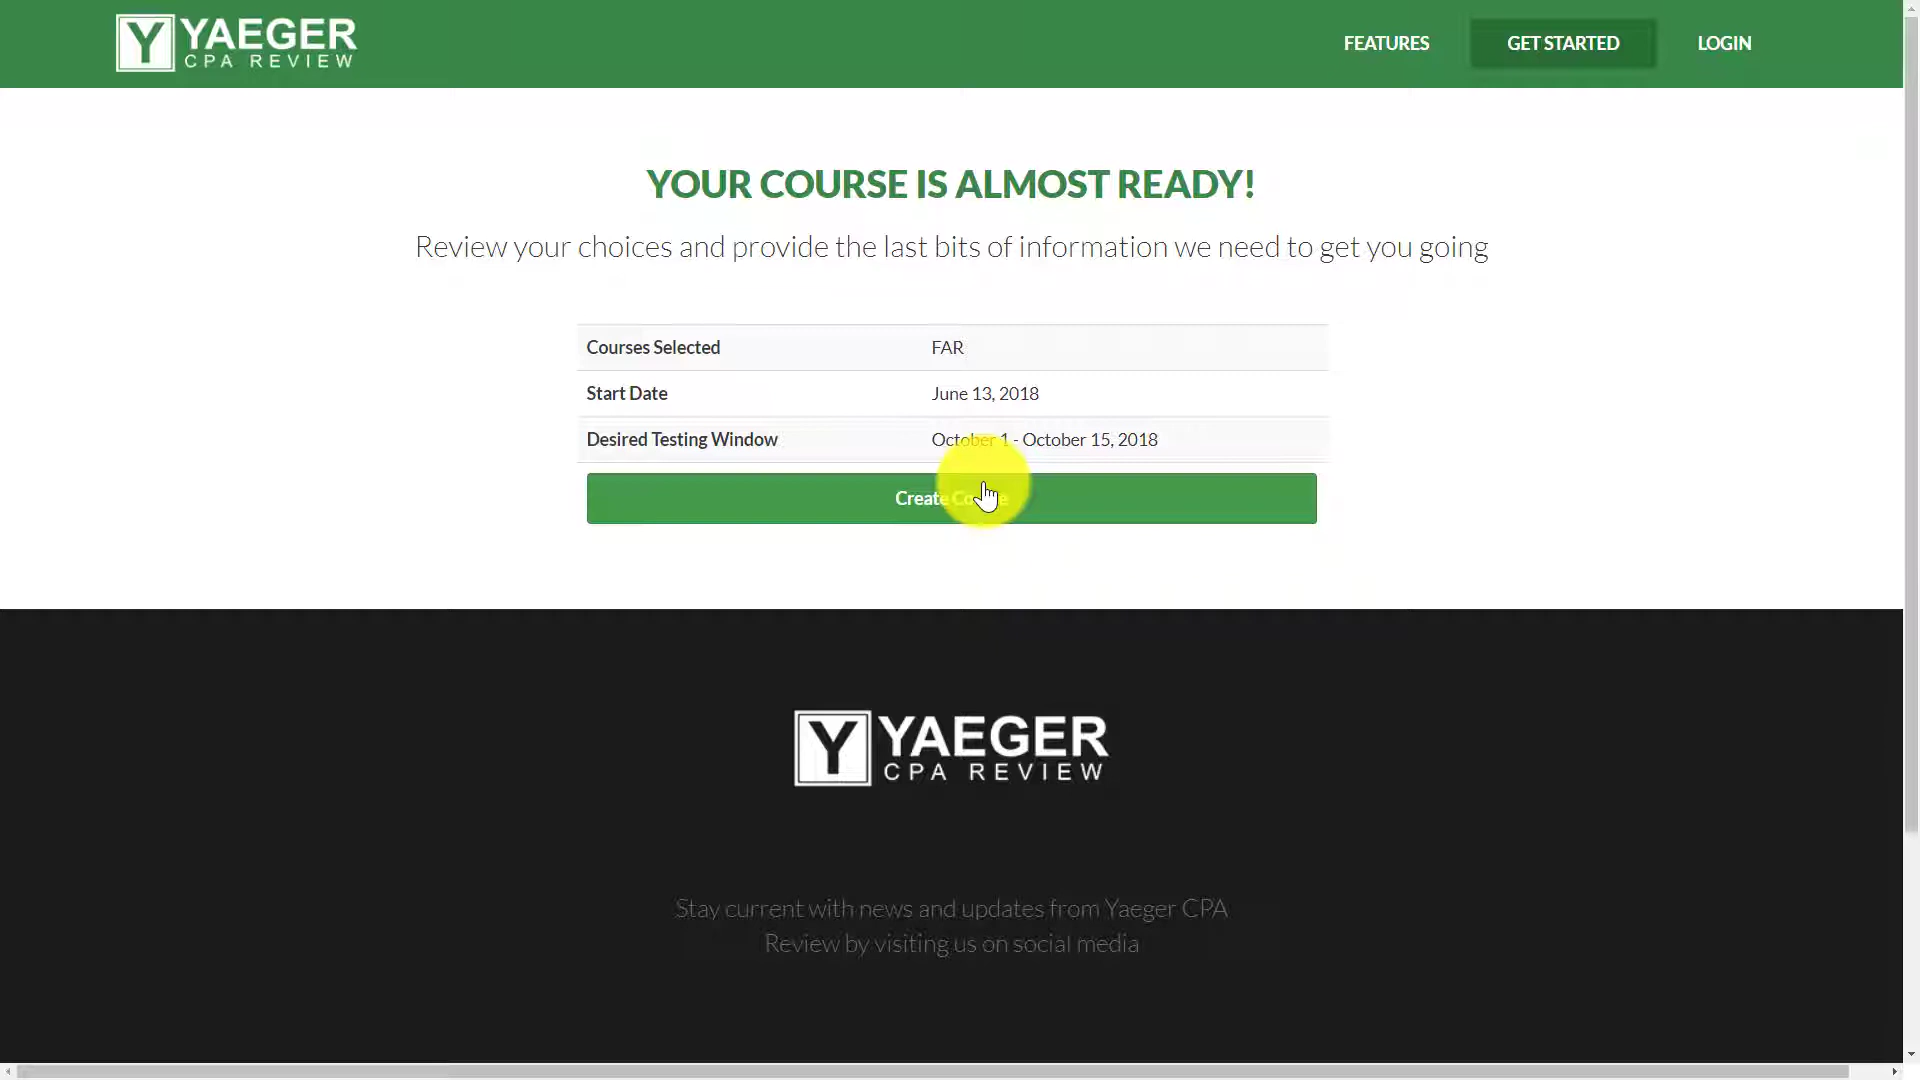 Y YAEGER
CPA REVIEW
FEATURES
GET STARTED
LOGIN
YOUR COURSE IS ALMOST READY!
Review your choices and provide the last bits of information we need to get you going
Courses Selected FAR
Start Date June 13, 2018
Desired Testing Window October 1 - October 15, 2018
Create
Y YAEGER
CPA REVIEW
Stay current with news and updates from Yaeger CPA
Review by visiting us on social media